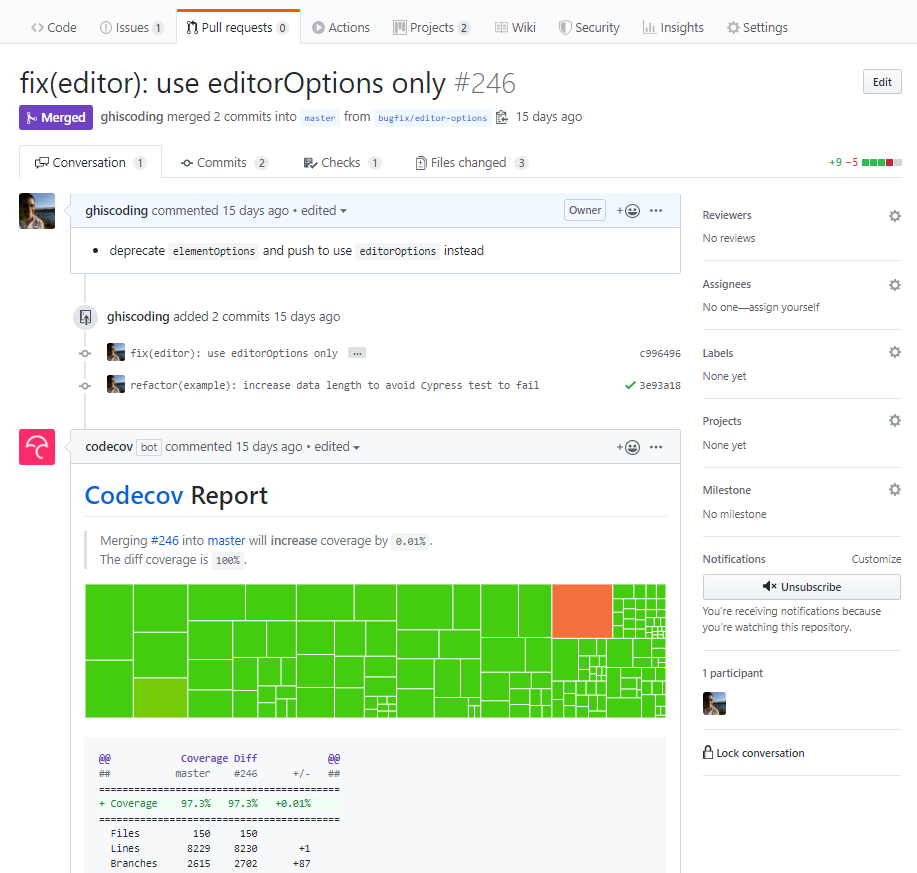 Code Issues 1 Pull requests 0 Actions Projects 2 Wiki Security Insights Settings
fix(editor): use editorOptions only #246 Edit
Merged ghiscoding merged 2 commits into master from bugfix/editor-options 15 days ago
Conversation 1 Commits 2 Checks 1 Files changed 3 +9 −5
ghiscoding commented 15 days ago • edited Owner
• deprecate elementOptions and push to use editorOptions instead
ghiscoding added 2 commits 15 days ago
fix(editor): use editorOptions only ... c996496
refactor(example): increase data length to avoid Cypress test to fail 3e93a18
codecov bot commented 15 days ago • edited
Codecov Report
Merging #246 into master will increase coverage by 0.01%.
The diff coverage is 100%.
@@ Coverage Diff @@
## master #246 +/- ##
=========================================
+ Coverage 97.3% 97.3% +0.01%
=========================================
Files 150 150
Lines 8229 8230 +1
Branches 2615 2702 +87
Reviewers
No reviews
Assignees
No one—assign yourself
Labels
None yet
Projects
None yet
Milestone
No milestone
Notifications Customize
Unsubscribe
You're receiving notifications because
you're watching this repository.
1 participant
Lock conversation